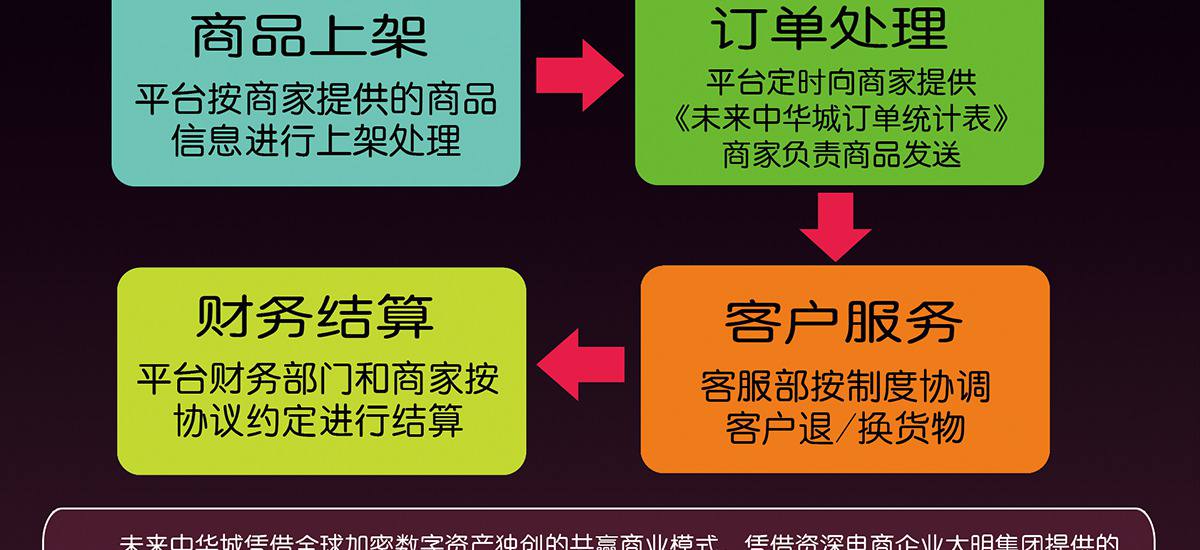 商品上架
平台按商家提供的商品
信息进行上架处理
订单处理
平台定时向商家提供
《未来中华城订单统计表》
商家负责商品发送
客户服务
客服部按制度协调
客户退/换货物
财务结算
平台财务部门和商家按
协议约定进行结算
未来中华城凭借全球加密数字资产独创的共赢商业模式，凭借资深电商企业大明集团提供的